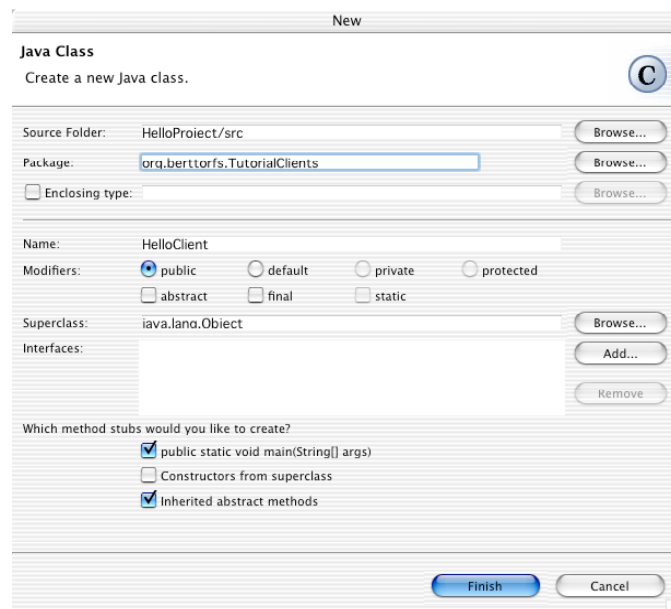 New
Java Class
Create a new Java class.
C
Source Folder: HelloProject/src Browse...
Package: org.berttorfs.TutorialClients Browse...
Enclosing type: Browse...
Name: HelloClient
Modifiers: public default private protected
abstract final static
Superclass: java.lang.Object Browse...
Interfaces: Add...
Remove
Which method stubs would you like to create?
public static void main(String[] args)
Constructors from superclass
Inherited abstract methods
Finish Cancel